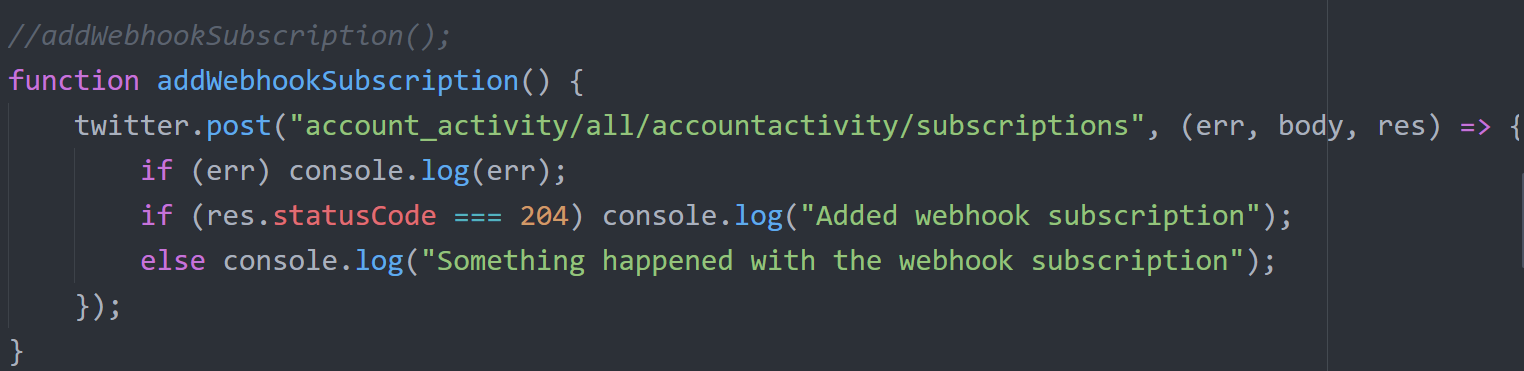 //addWebhookSubscription();
function addWebhookSubscription() {
    twitter.post("account_activity/all/accountactivity/subscriptions", (err, body, res) => {
        if (err) console.log(err);
        if (res.statusCode === 204) console.log("Added webhook subscription");
        else console.log("Something happened with the webhook subscription");
    });
}